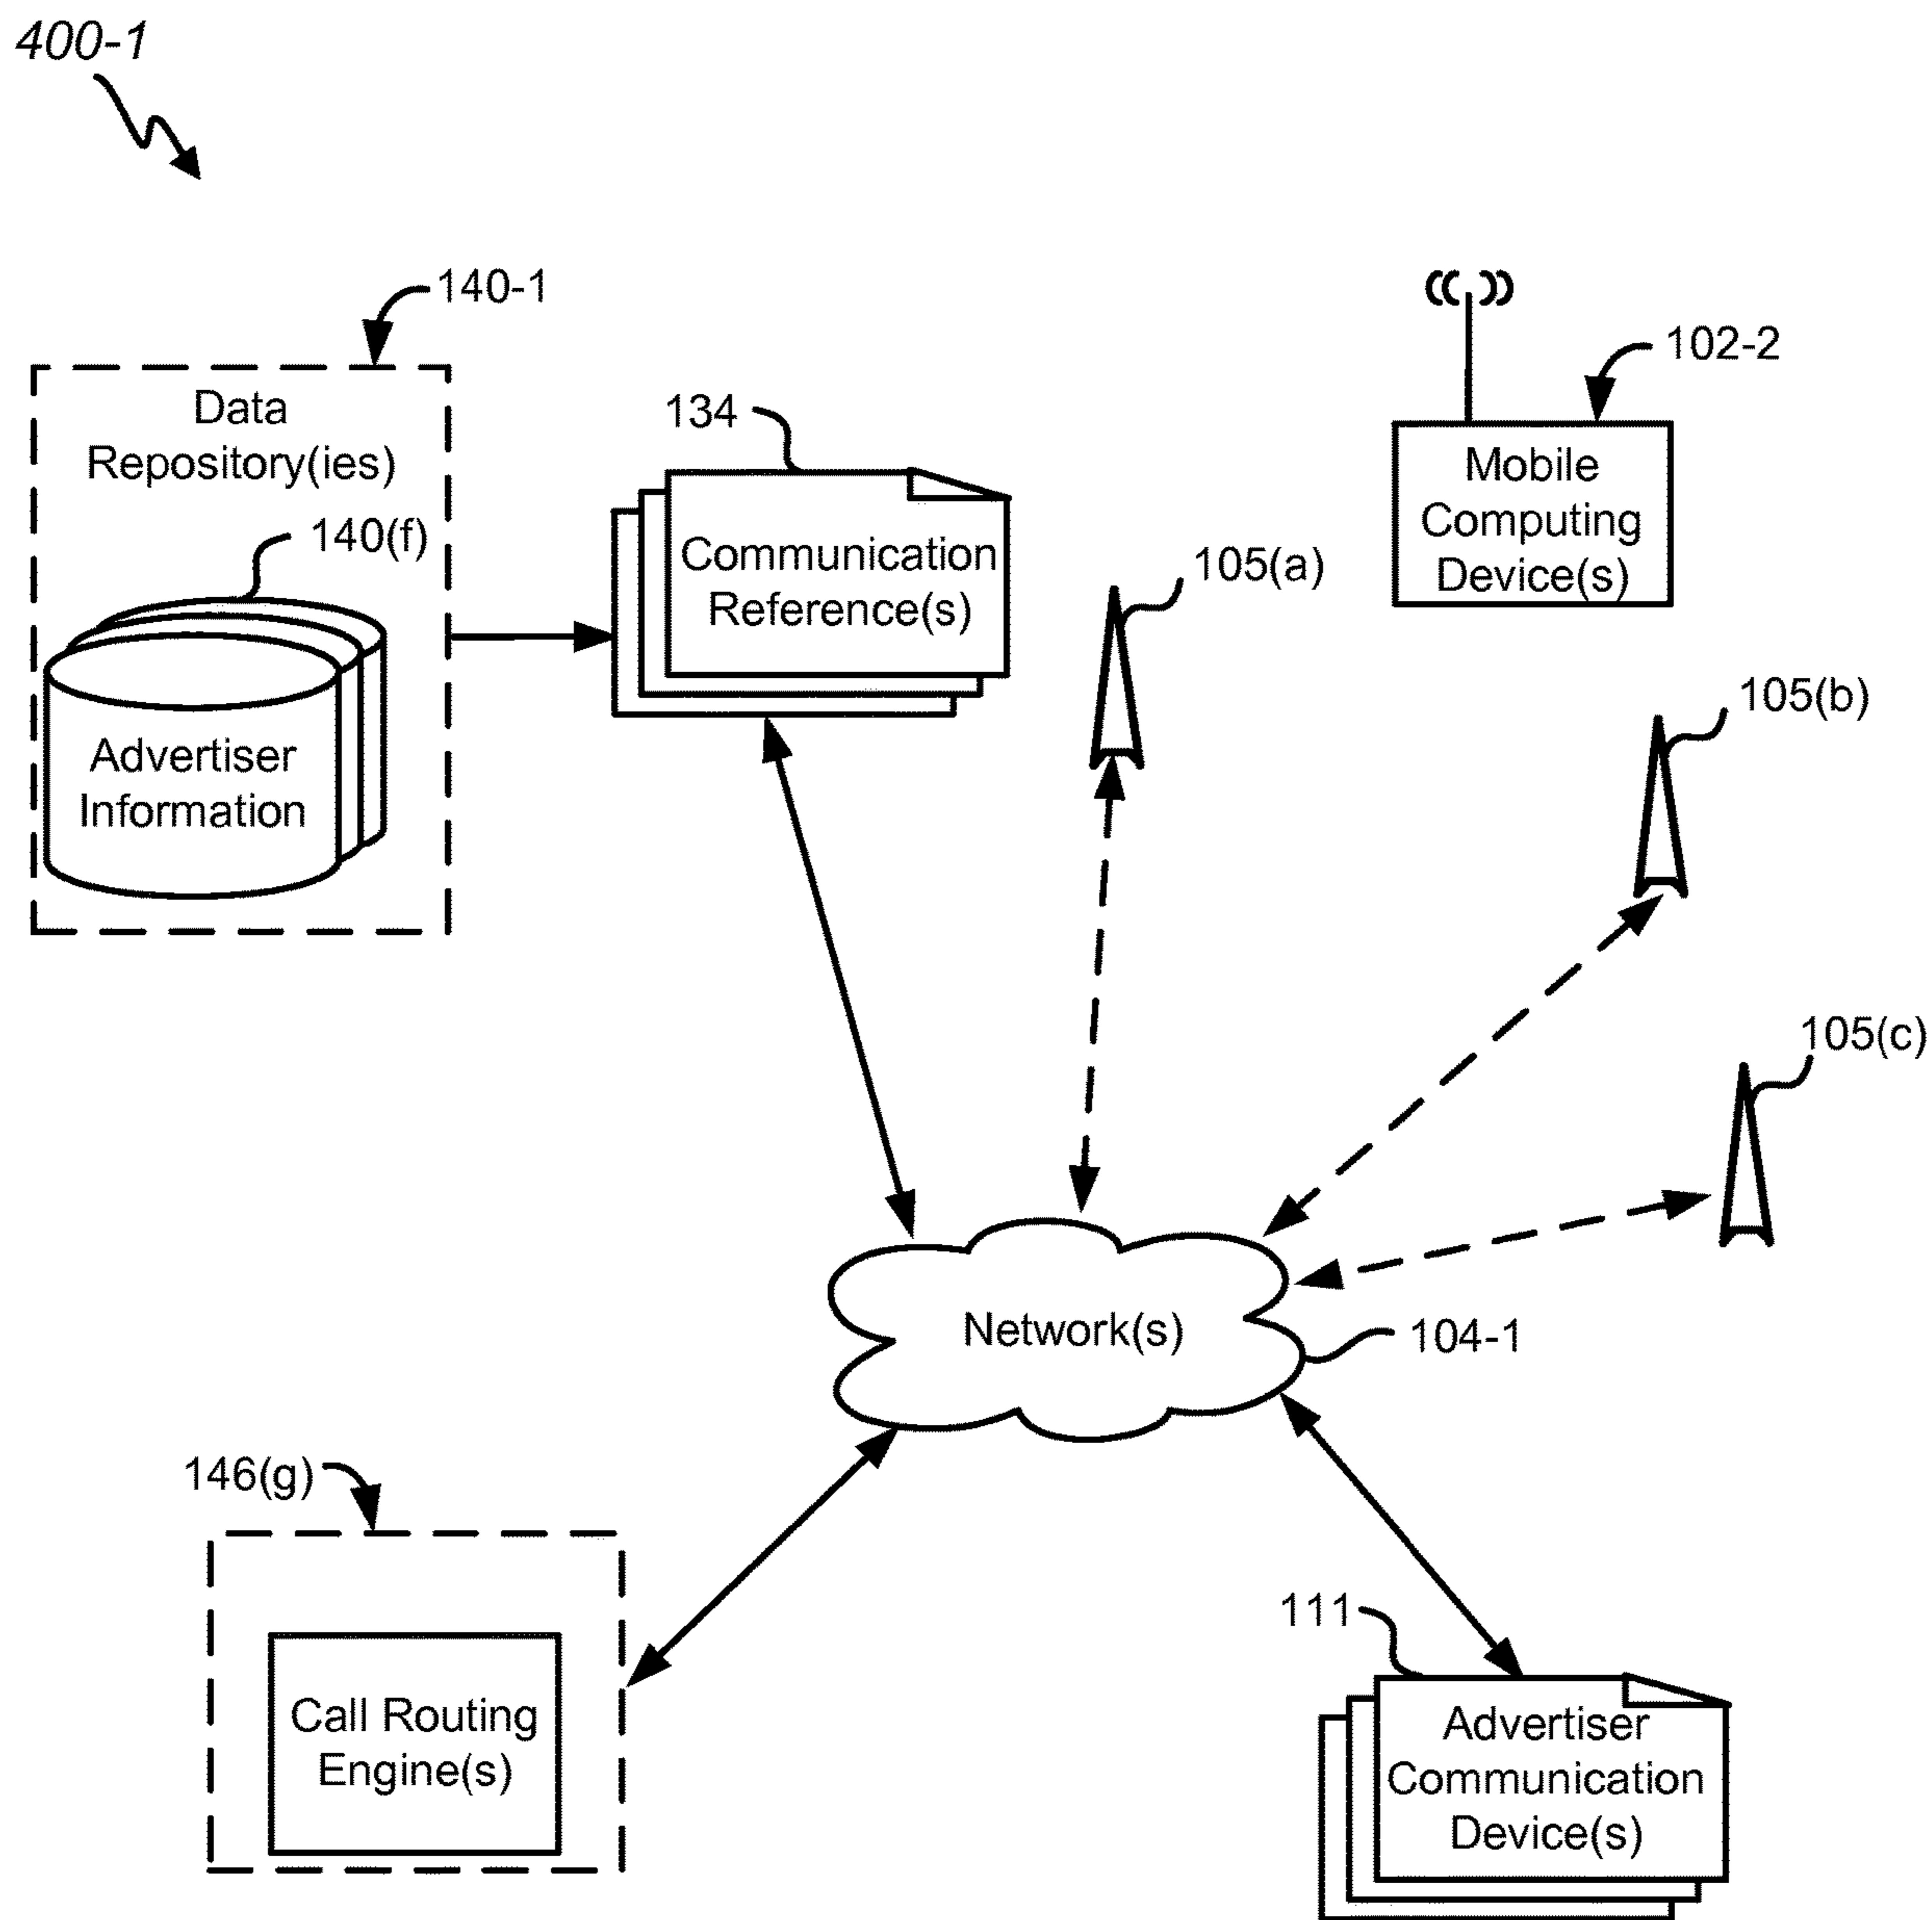 400-1
140-1
Data
Repository(ies)
140(f)
Advertiser
Information
134
Communication
Reference(s)
102-2
Mobile
Computing
Device(s)
105(a)
105(b)
105(c)
Network(s)
104-1
146(g)
Call Routing
Engine(s)
111
Advertiser
Communication
Device(s)